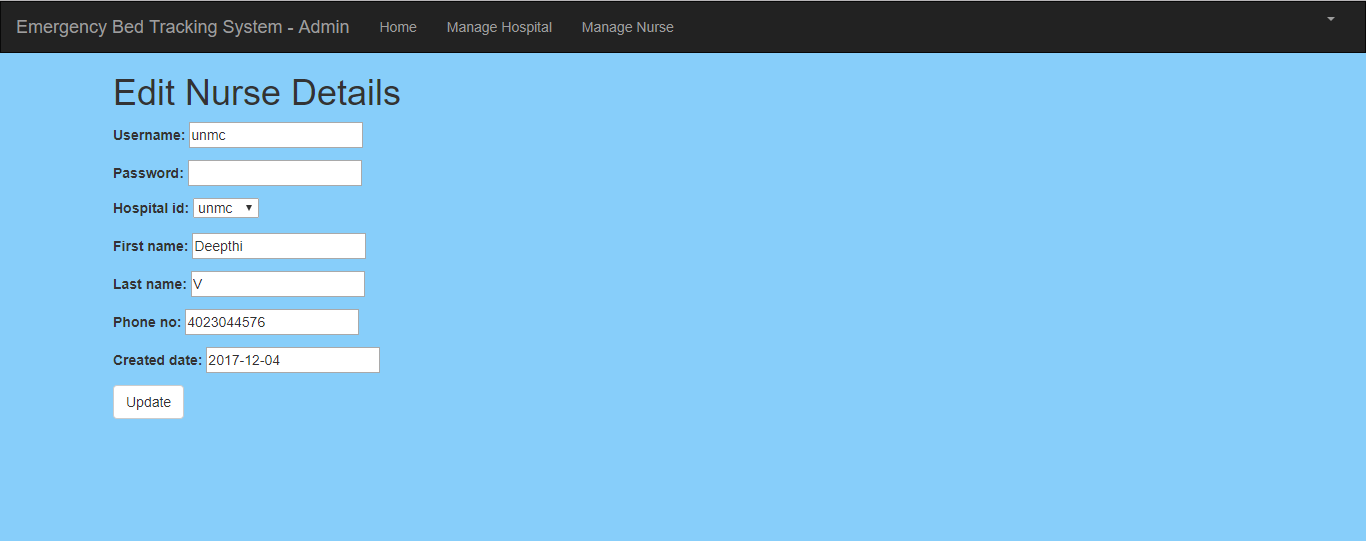 Emergency Bed Tracking System - Admin Home Manage Hospital Manage Nurse
Edit Nurse Details
Username: unmc
Password:
Hospital id: unmc
First name: Deepthi
Last name: V
Phone no: 4023044576
Created date: 2017-12-04
Update